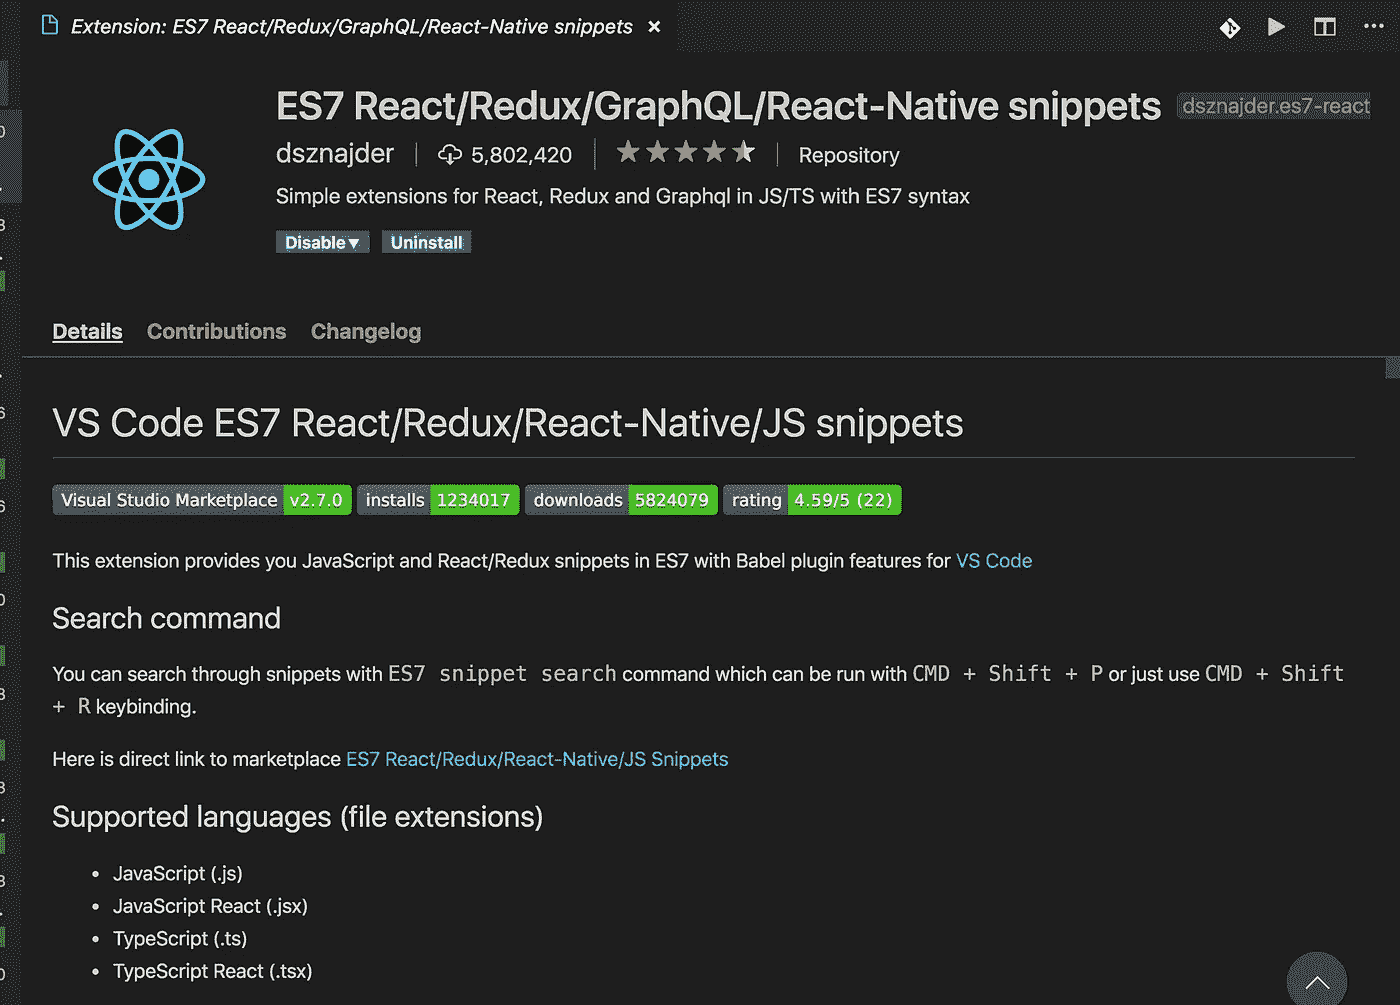 Extension: ES7 React/Redux/GraphQL/React-Native snippets
ES7 React/Redux/GraphQL/React-Native snippets dsznajder.es7-react
dsznajder 5,802,420 Repository
Simple extensions for React, Redux and Graphql in JS/TS with ES7 syntax
Disable▼ Uninstall
Details Contributions Changelog
VS Code ES7 React/Redux/React-Native/JS snippets
Visual Studio Marketplace v2.7.0 installs 1234017 downloads 5824079 rating 4.59/5 (22)
This extension provides you JavaScript and React/Redux snippets in ES7 with Babel plugin features for VS Code
Search command
You can search through snippets with ES7 snippet search command which can be run with CMD + Shift + P or just use CMD + Shift
+ R keybinding.
Here is direct link to marketplace ES7 React/Redux/React-Native/JS Snippets
Supported languages (file extensions)
• JavaScript (.js)
• JavaScript React (.jsx)
• TypeScript (.ts)
• TypeScript React (.tsx)